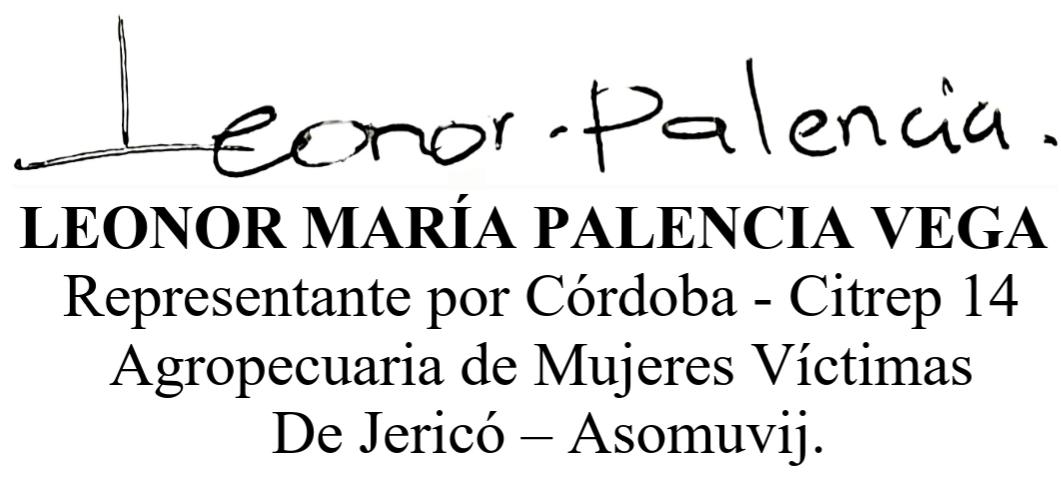 Leonor . Palencia .
LEONOR MARÍA PALENCIA VEGA
Representante por Córdoba - Citrep 14
Agropecuaria de Mujeres Víctimas
De Jericó – Asomuvij.